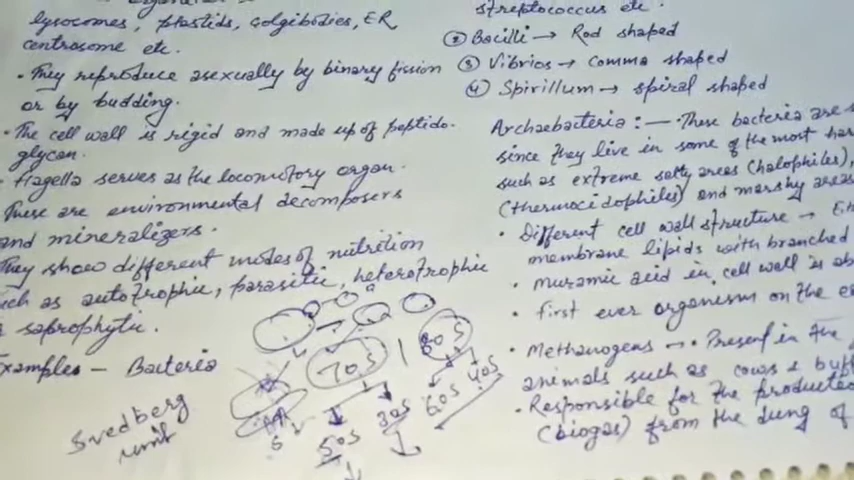 lysocomes, plastids, golgibodies, ER
centrosome etc.
• They reproduce asexually by binary fission
or by budding.
• The cell wall is rigid and made up of peptido-
glycan.
• Flagella serves as the locomotory organ.
These are environmental decomposers
and mineralizers.
They show different modes of nutrition
such as autotrophic, parasitic, heterotrophic
saprophytic.
Examples — Bacteria
Svedberg
unit
70S | 80S
50S 30S 60S 40S
streptococcus etc.
② Bacilli → Rod shaped
③ Vibrios → Comma shaped
④ Spirillum → spiral shaped
Archaebacteria :— These bacteria are
since they live in some of the most
such as extreme salty areas (halophiles),
(thermoacidophiles) and marshy areas
• Different cell wall structure →
membrane lipids with branched
• muramic acid in cell wall is
• first ever organism on the
• Methanogens → • Present in the
animals such as cows &
• Responsible for the
(biogas) from the dung of